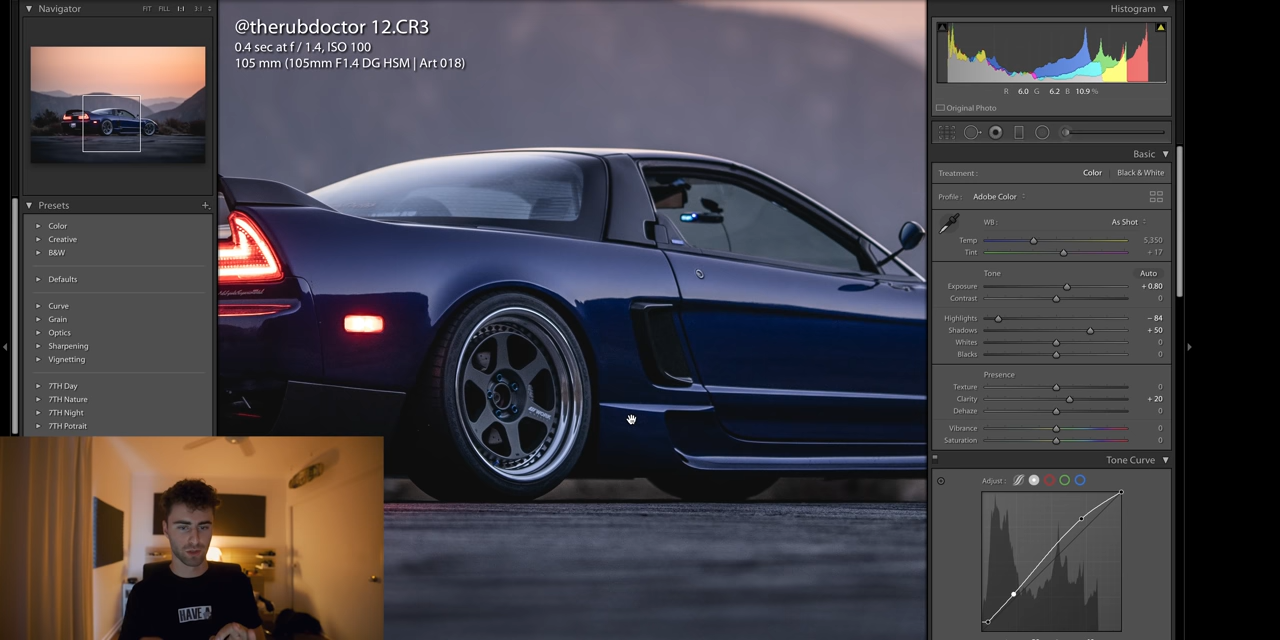 Navigator
FIT FILL 1:1 3:1
@therubdoctor 12.CR3
0.4 sec at f / 1.4, ISO 100
105 mm (105mm F1.4 DG HSM | Art 018)
Presets
Color
Creative
B&W
Defaults
Curve
Grain
Optics
Sharpening
Vignetting
7TH Day
7TH Nature
7TH Night
7TH Potrait
HAVE A
Histogram
R 6.0 G 6.2 B 10.9 %
Original Photo
Basic
Treatment : Color Black & White
Profile : Adobe Color
WB : As Shot
Temp 5,350
Tint + 17
Tone Auto
Exposure + 0.80
Contrast 0
Highlights − 84
Shadows + 50
Whites 0
Blacks 0
Presence
Texture 0
Clarity + 20
Dehaze 0
Vibrance 0
Saturation 0
Tone Curve
Adjust :